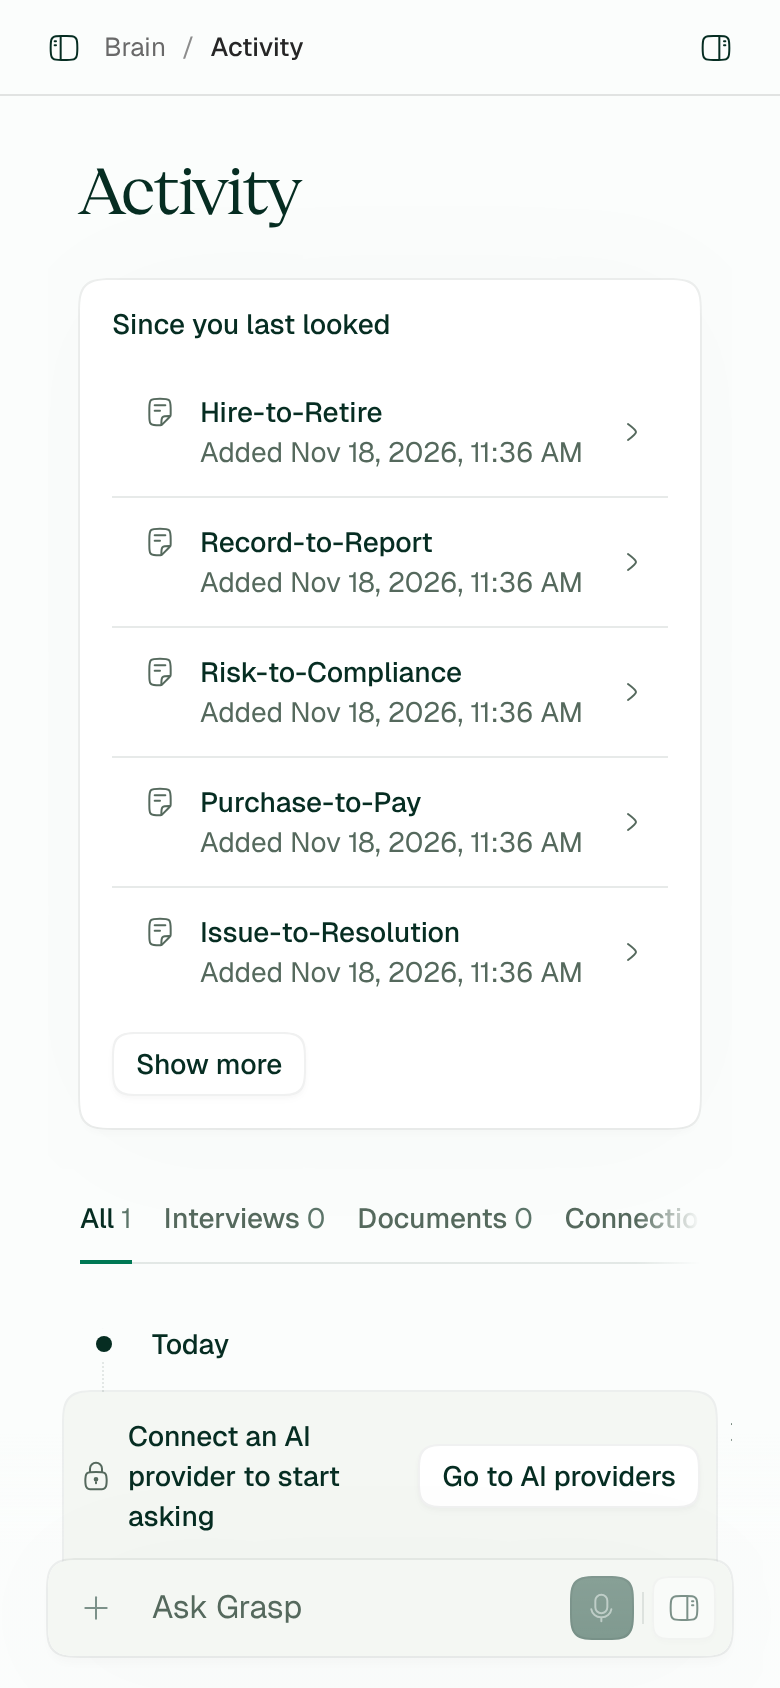 Brain / Activity
Activity
Since you last looked
Hire-to-Retire
Added Nov 18, 2026, 11:36 AM
Record-to-Report
Added Nov 18, 2026, 11:36 AM
Risk-to-Compliance
Added Nov 18, 2026, 11:36 AM
Purchase-to-Pay
Added Nov 18, 2026, 11:36 AM
Issue-to-Resolution
Added Nov 18, 2026, 11:36 AM
Show more
All 1 Interviews 0 Documents 0 Connectio
Today
Connect an AI
provider to start
asking
Go to AI providers
Ask Grasp